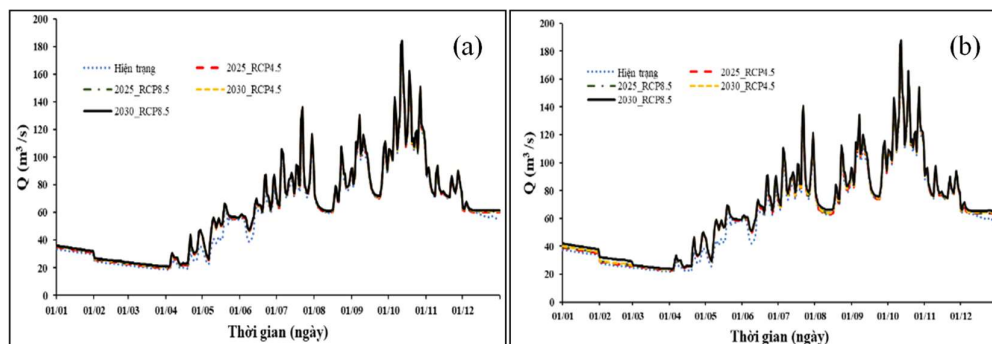 (a)
200
180
160
140
120
100
80
60
40
20
0
Q (m³/s)
Hiện trạng
2025_RCP4.5
2025_RCP8.5
2030_RCP4.5
2030_RCP8.5
01/01 01/02 01/03 01/04 01/05 01/06 01/07 01/08 01/09 01/10 01/11 01/12
Thời gian (ngày)
(b)
200
180
160
140
120
100
80
60
40
20
0
Q (m³/s)
Hiện trạng
2025_RCP4.5
2025_RCP8.5
2030_RCP4.5
2030_RCP8.5
01/01 01/02 01/03 01/04 01/05 01/06 01/07 01/08 01/09 01/10 01/11 01/12
Thời gian (ngày)